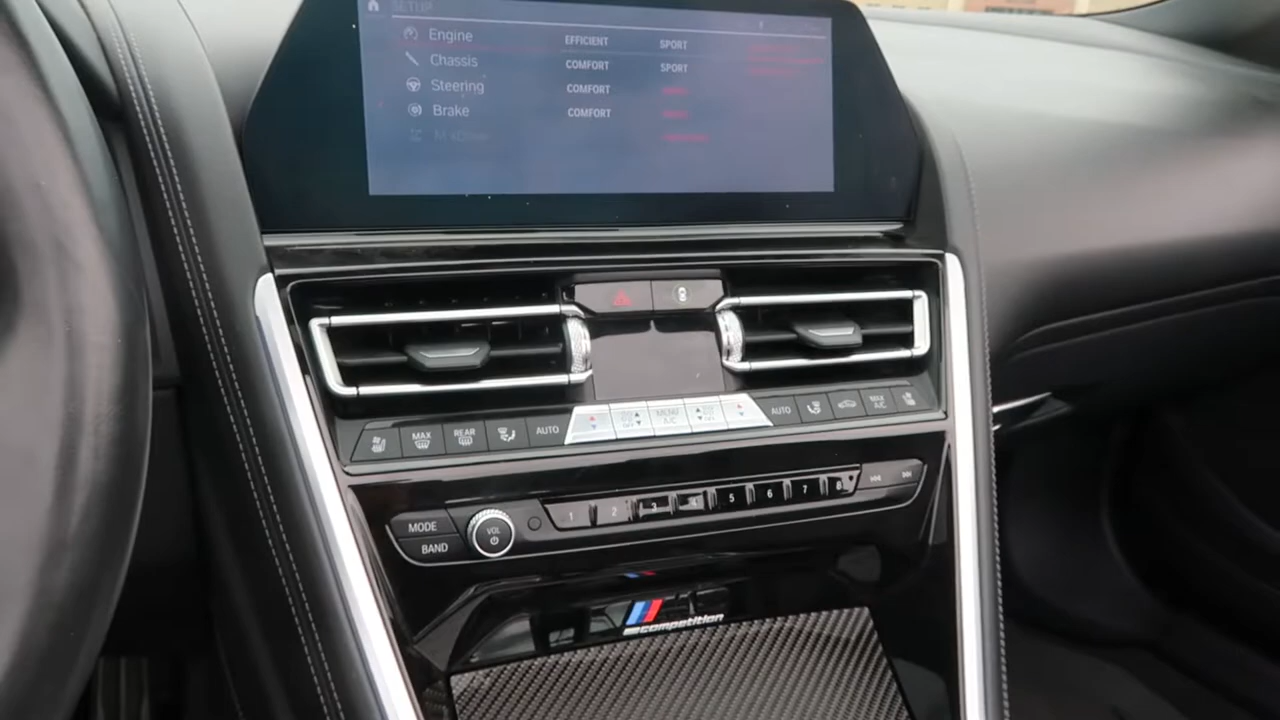 SETUP
Engine EFFICIENT SPORT
Chassis COMFORT SPORT
Steering COMFORT
Brake COMFORT
MAX REAR AUTO MENU A/C AUTO MAX A/C
MODE VOL 1 2 3 4 5 6 7 8
BAND
competition